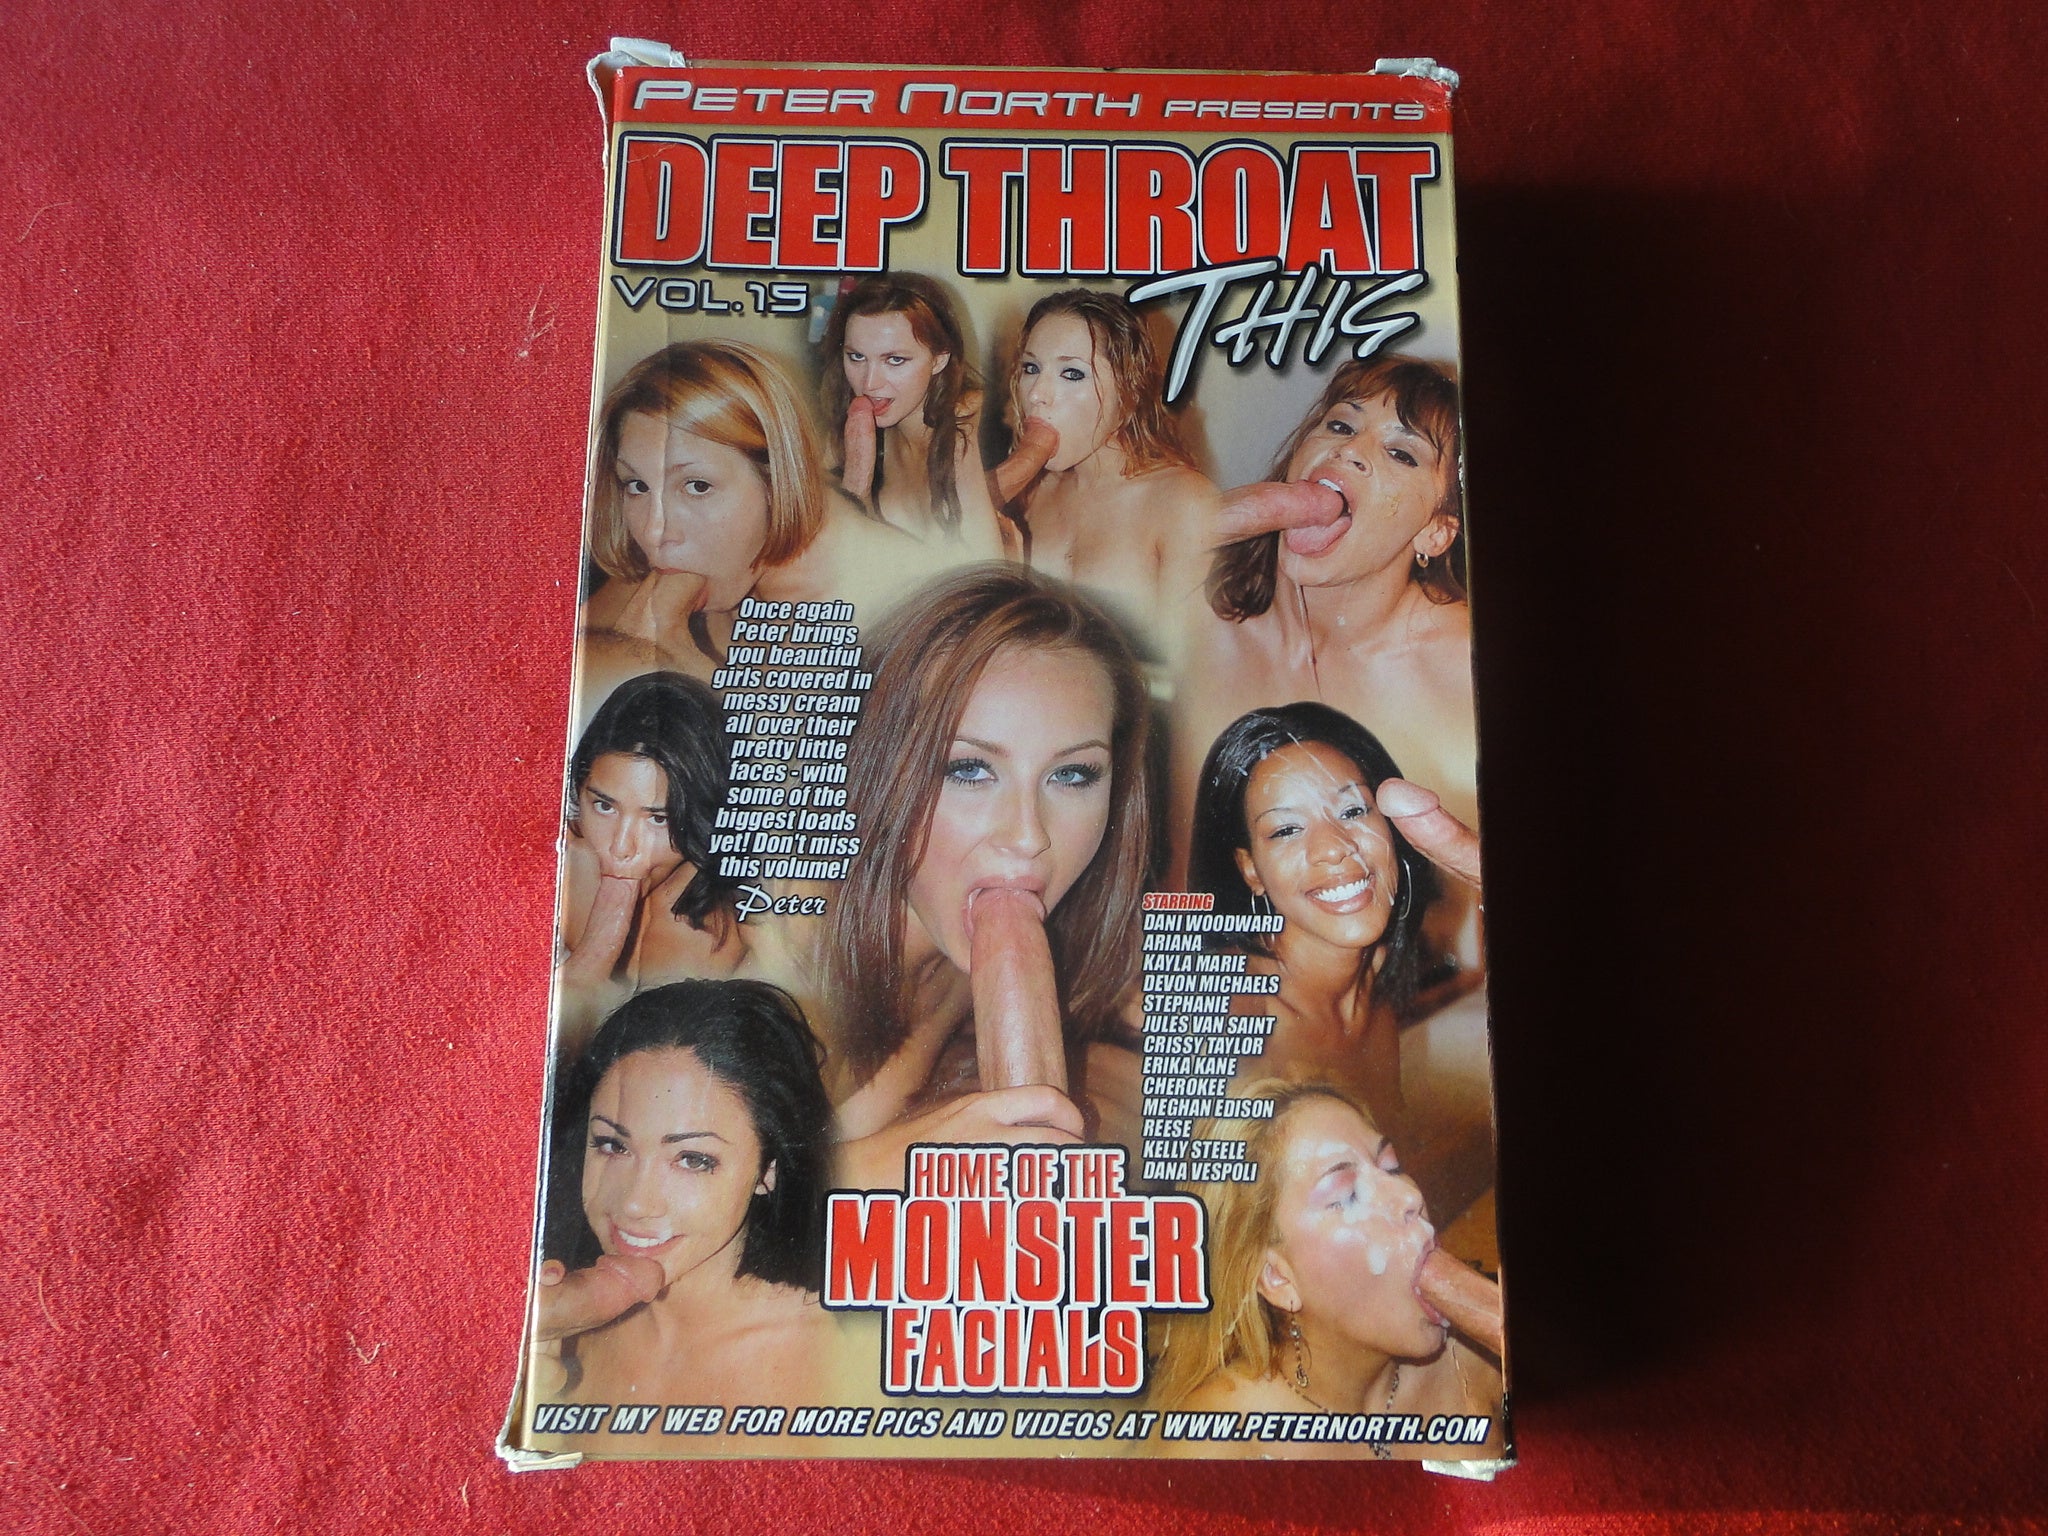 PETER NORTH PRESENTS
DEEP THROAT
THIS
VOL.15
Once again
Peter brings
you beautiful
girls covered in
messy cream
all over their
pretty little
faces - with
some of the
biggest loads
yet! Don't miss
this volume!
Peter
STARRING
DANI WOODWARD
ARIANA
KAYLA MARIE
DEVON MICHAELS
STEPHANIE
JULES VAN SAINT
CRISSY TAYLOR
ERIKA KANE
CHEROKEE
MEGHAN EDISON
REESE
KELLY STEELE
DANA VESPOLI
HOME OF THE
MONSTER
FACIALS
VISIT MY WEB FOR MORE PICS AND VIDEOS AT WWW.PETERNORTH.COM